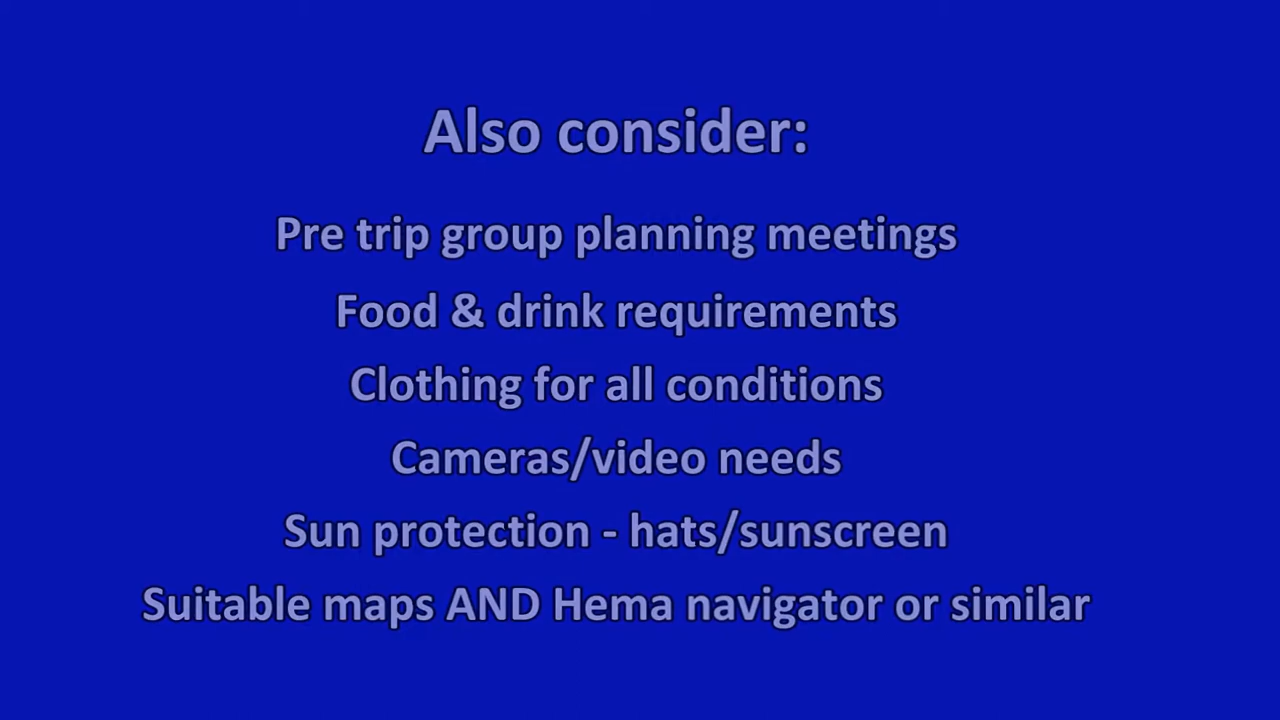 Also consider:
Pre trip group planning meetings
Food & drink requirements
Clothing for all conditions
Cameras/video needs
Sun protection - hats/sunscreen
Suitable maps AND Hema navigator or similar